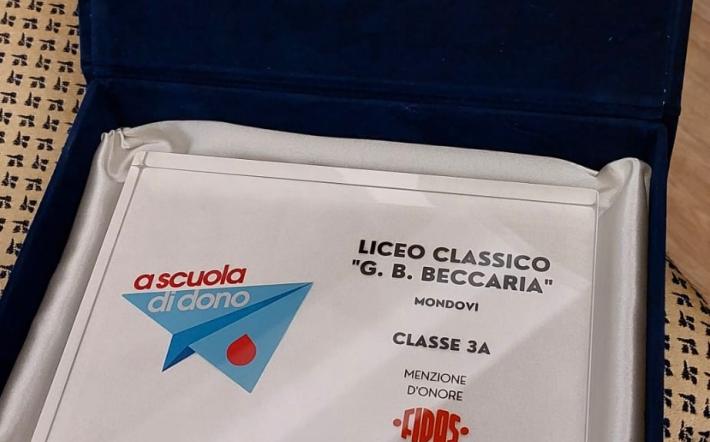 a scuola
di dono
LICEO CLASSICO
"G. B. BECCARIA"
MONDOVI
CLASSE 3A
MENZIONE
D'ONORE
FIDAS